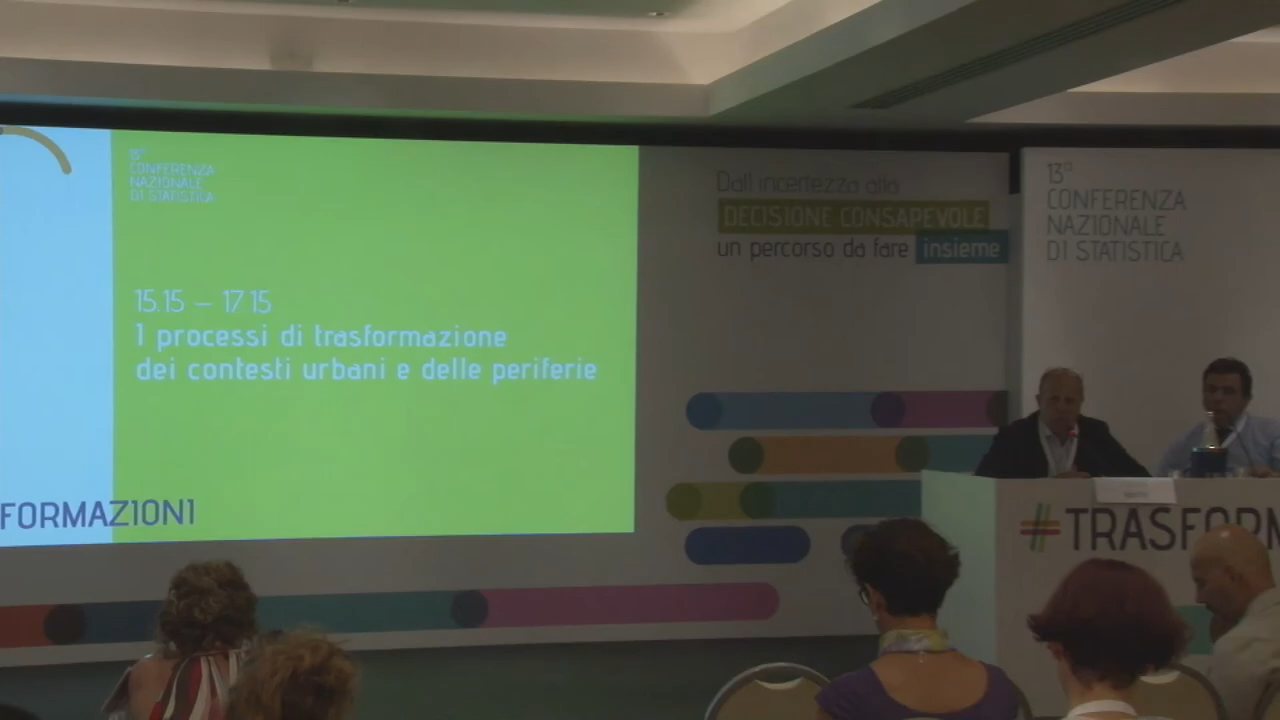 13°
CONFERENZA
NAZIONALE
DI STATISTICA
15.15 – 17 15
I processi di trasformazione
dei contesti urbani e delle periferie
FORMAZIONI
Dall'incertezza alla
DECISIONE CONSAPEVOLE
un percorso da fare insieme
13°
CONFERENZA
NAZIONALE
DI STATISTICA
#TRASFORM